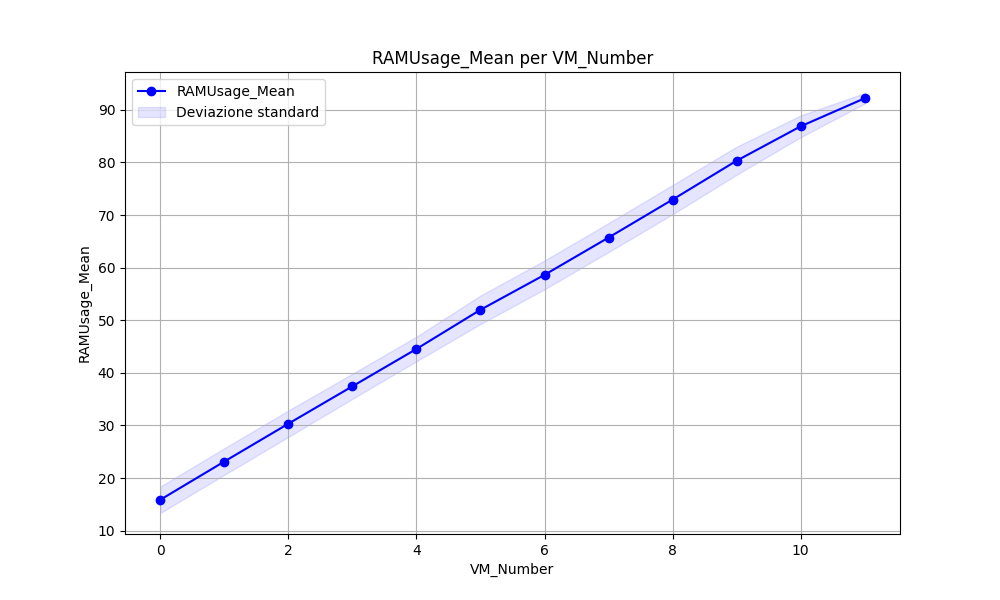 RAMUsage_Mean per VM_Number
RAMUsage_Mean
Deviazione standard
90
80
70
60
50
40
30
20
10
RAMUsage_Mean
0 2 4 6 8 10
VM_Number